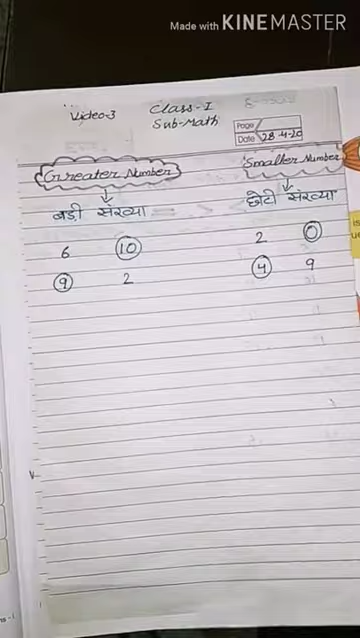 Made with KINEMASTER
Video-3 Class-I
Sub-Math
Page
Date 28-4-20
Greater Number Smaller Number
बडी संख्या छोटी संख्या
6 10 2 0
9 2 4 9